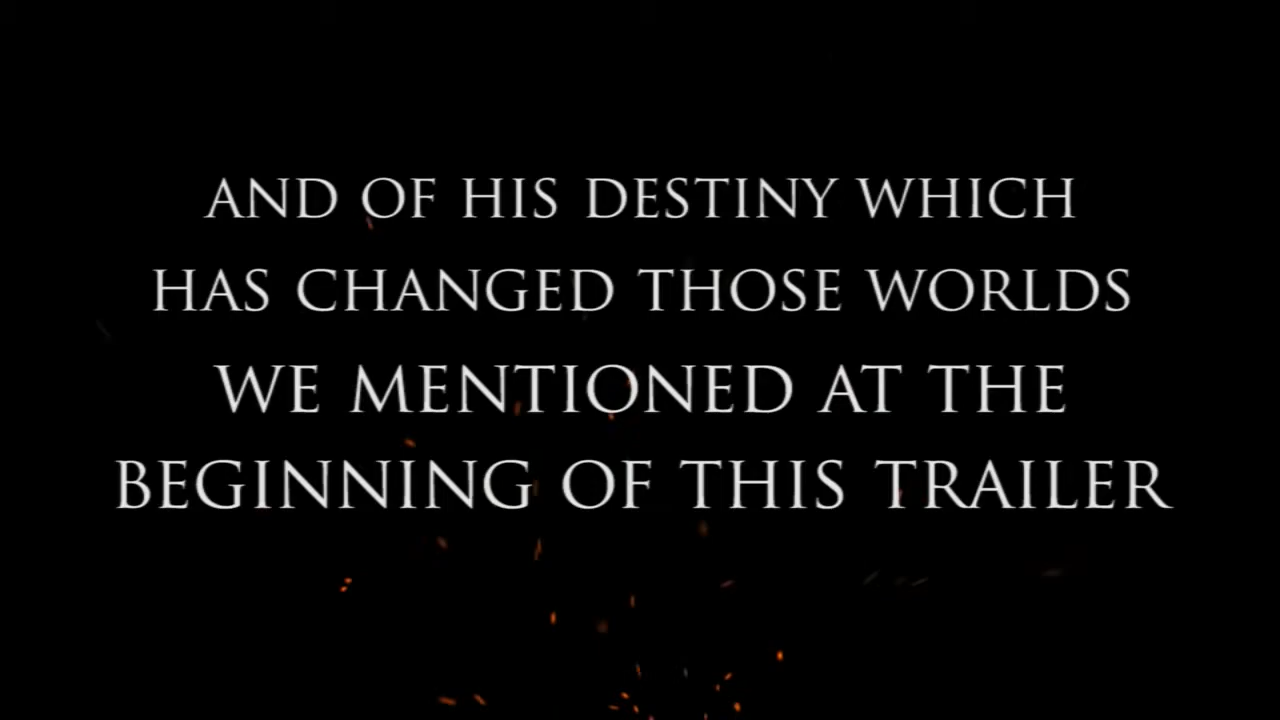 AND OF HIS DESTINY WHICH
HAS CHANGED THOSE WORLDS
WE MENTIONED AT THE
BEGINNING OF THIS TRAILER